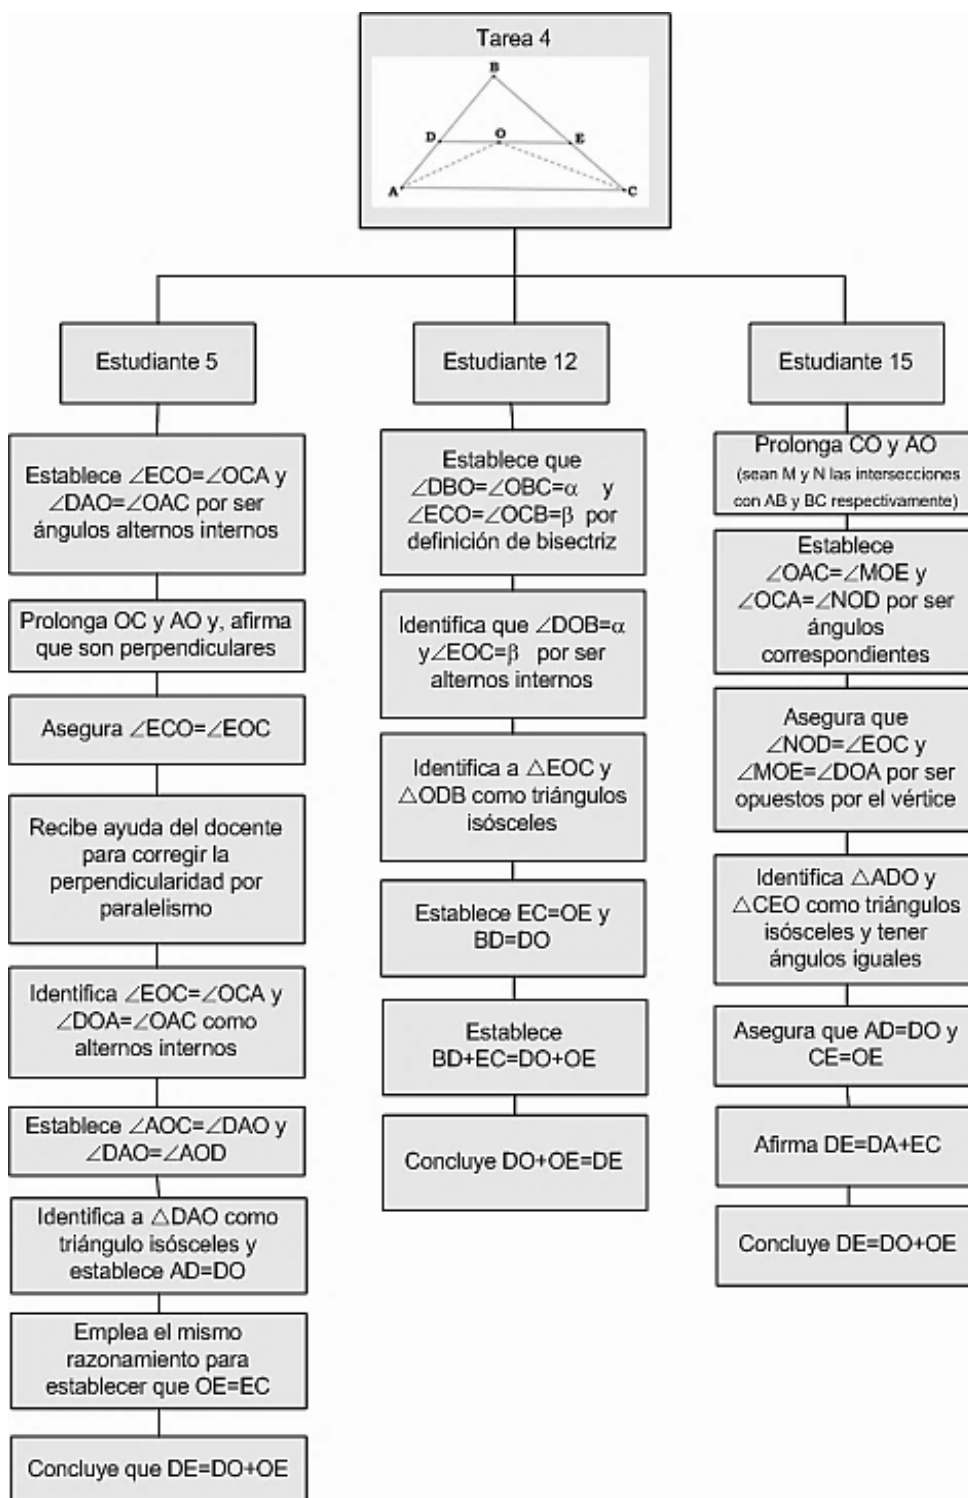 Tarea 4
B
D
O
E
A
C
Estudiante 5
Establece ∠ECO=∠OCA y
∠DAO=∠OAC por ser
ángulos alternos internos
Prolonga OC y AO y, afirma
que son perpendiculares
Asegura ∠ECO=∠EOC
Recibe ayuda del docente
para corregir la
perpendicularidad por
paralelismo
Identifica ∠EOC=∠OCA y
∠DOA=∠OAC como
alternos internos
Establece ∠AOC=∠DAO y
∠DAO=∠AOD
Identifica a △DAO como
triángulo isósceles y
establece AD=DO
Emplea el mismo
razonamiento para
establecer que OE=EC
Concluye que DE=DO+OE
Estudiante 12
Establece que
∠DBO=∠OBC=α y
∠ECO=∠OCB=β por
definición de bisectriz
Identifica que ∠DOB=α
y∠EOC=β por ser
alternos internos
Identifica a △EOC y
△ODB como triángulos
isósceles
Establece EC=OE y
BD=DO
Establece
BD+EC=DO+OE
Concluye DO+OE=DE
Estudiante 15
Prolonga CO y AO
(sean M y N las intersecciones
con AB y BC respectivamente)
Establece
∠OAC=∠MOE y
∠OCA=∠NOD por ser
ángulos
correspondientes
Asegura que
∠NOD=∠EOC y
∠MOE=∠DOA por ser
opuestos por el vértice
Identifica △ADO y
△CEO como triángulos
isósceles y tener
ángulos iguales
Asegura que AD=DO y
CE=OE
Afirma DE=DA+EC
Concluye DE=DO+OE